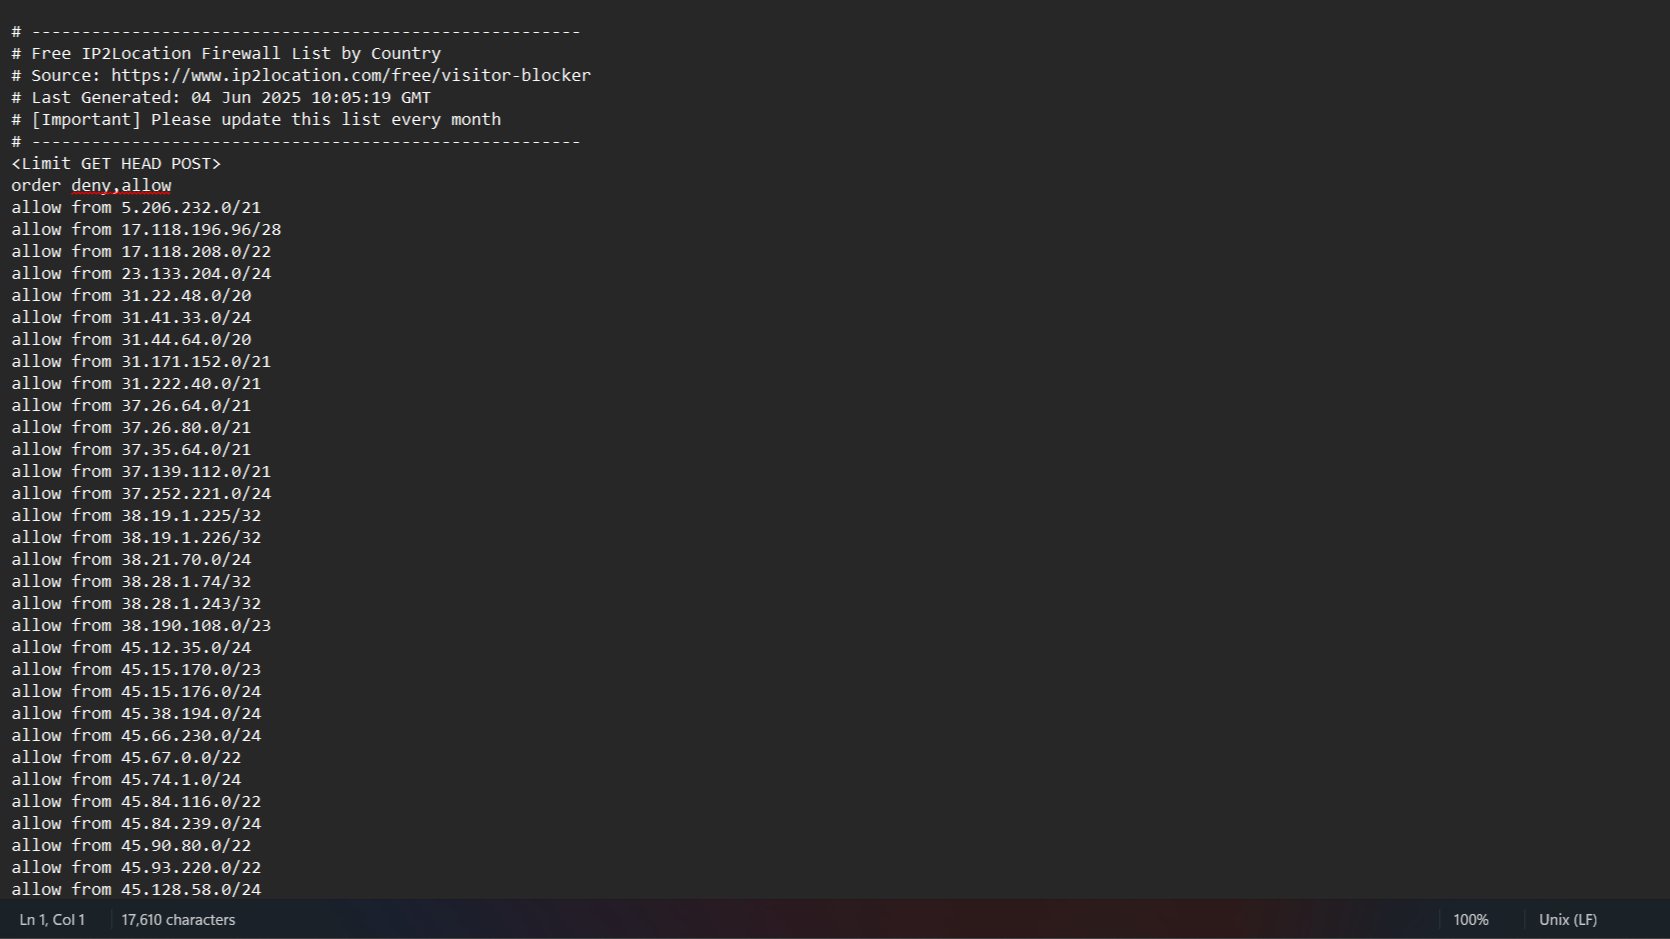 # -------------------------------------------------------
# Free IP2Location Firewall List by Country
# Source: https://www.ip2location.com/free/visitor-blocker
# Last Generated: 04 Jun 2025 10:05:19 GMT
# [Important] Please update this list every month
# -------------------------------------------------------
<Limit GET HEAD POST>
order deny,allow
allow from 5.206.232.0/21
allow from 17.118.196.96/28
allow from 17.118.208.0/22
allow from 23.133.204.0/24
allow from 31.22.48.0/20
allow from 31.41.33.0/24
allow from 31.44.64.0/20
allow from 31.171.152.0/21
allow from 31.222.40.0/21
allow from 37.26.64.0/21
allow from 37.26.80.0/21
allow from 37.35.64.0/21
allow from 37.139.112.0/21
allow from 37.252.221.0/24
allow from 38.19.1.225/32
allow from 38.19.1.226/32
allow from 38.21.70.0/24
allow from 38.28.1.74/32
allow from 38.28.1.243/32
allow from 38.190.108.0/23
allow from 45.12.35.0/24
allow from 45.15.170.0/23
allow from 45.15.176.0/24
allow from 45.38.194.0/24
allow from 45.66.230.0/24
allow from 45.67.0.0/22
allow from 45.74.1.0/24
allow from 45.84.116.0/22
allow from 45.84.239.0/24
allow from 45.90.80.0/22
allow from 45.93.220.0/22
allow from 45.128.58.0/24
Ln 1, Col 1 17,610 characters 100% Unix (LF)